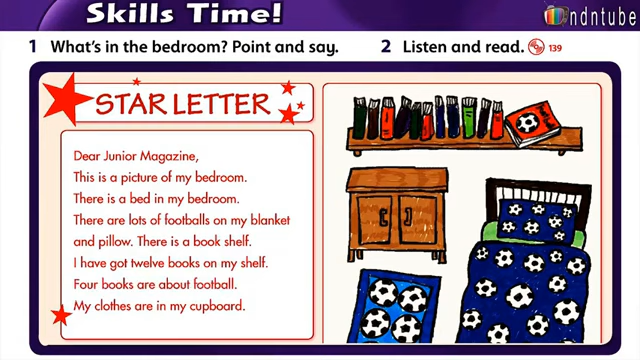 Skills Time!
ndntube
1 What's in the bedroom? Point and say.
2 Listen and read. 139
STAR LETTER
Dear Junior Magazine,
This is a picture of my bedroom.
There is a bed in my bedroom.
There are lots of footballs on my blanket
and pillow. There is a book shelf.
I have got twelve books on my shelf.
Four books are about football.
My clothes are in my cupboard.